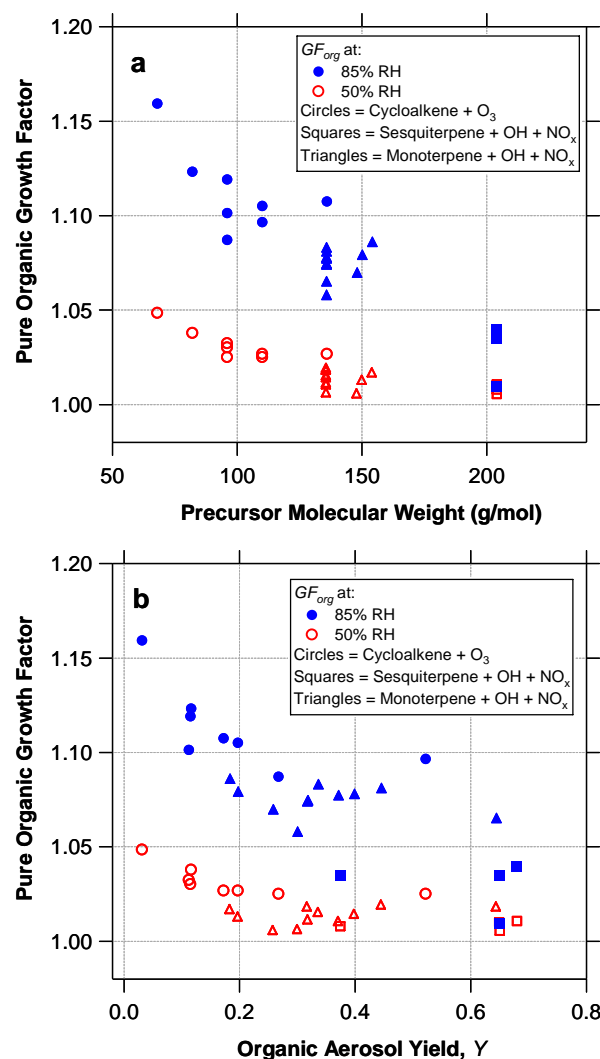 a
GF_org at:
85% RH
50% RH
Circles = Cycloalkene + O₃
Squares = Sesquiterpene + OH + NOₓ
Triangles = Monoterpene + OH + NOₓ
Pure Organic Growth Factor
1.20
1.15
1.10
1.05
1.00
50
100
150
200
Precursor Molecular Weight (g/mol)
b
GF_org at:
85% RH
50% RH
Circles = Cycloalkene + O₃
Squares = Sesquiterpene + OH + NOₓ
Triangles = Monoterpene + OH + NOₓ
Pure Organic Growth Factor
1.20
1.15
1.10
1.05
1.00
0.0
0.2
0.4
0.6
0.8
Organic Aerosol Yield, Y